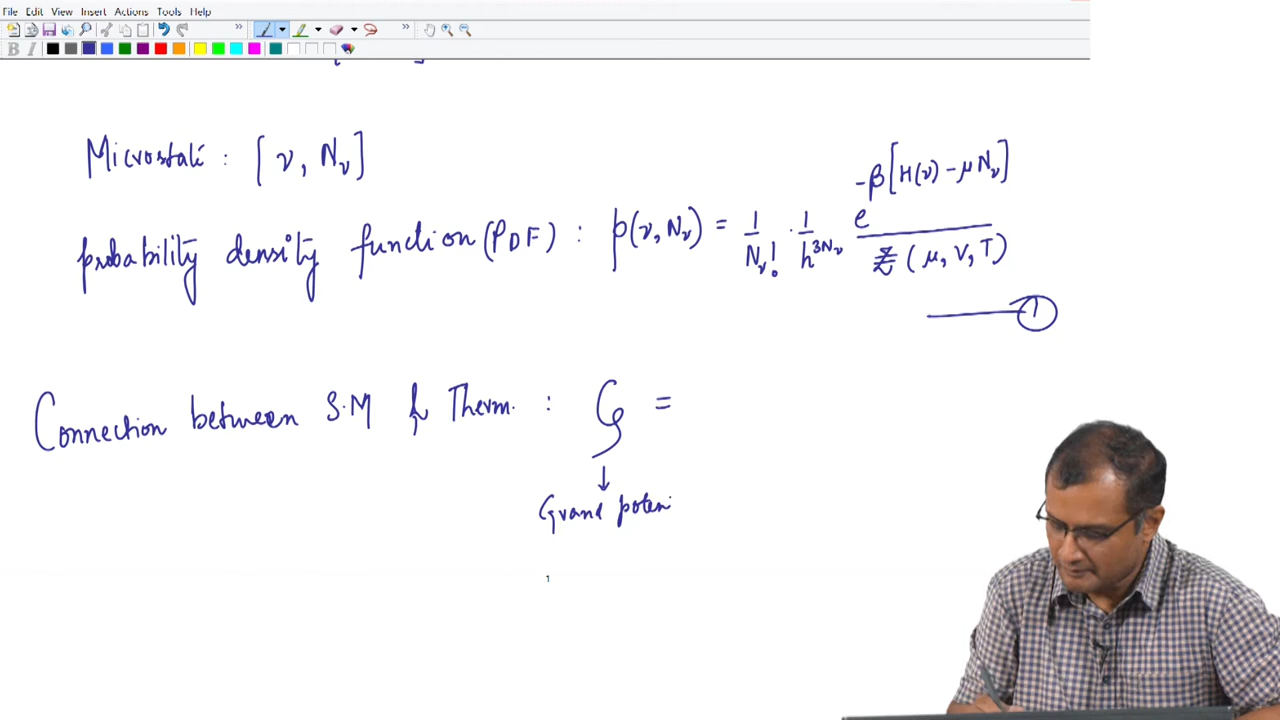 File Edit View Insert Actions Tools Help
Microstate : [ν, N_ν]
probability density function (PDF) : p(ν, N_ν) = 1/N_ν! · 1/h^{3N_ν} e^{-β[H(ν) - μN_ν]} / Z(μ, V, T)
①
Connection between S.M & Therm. : G =
↓
Grand poten
1